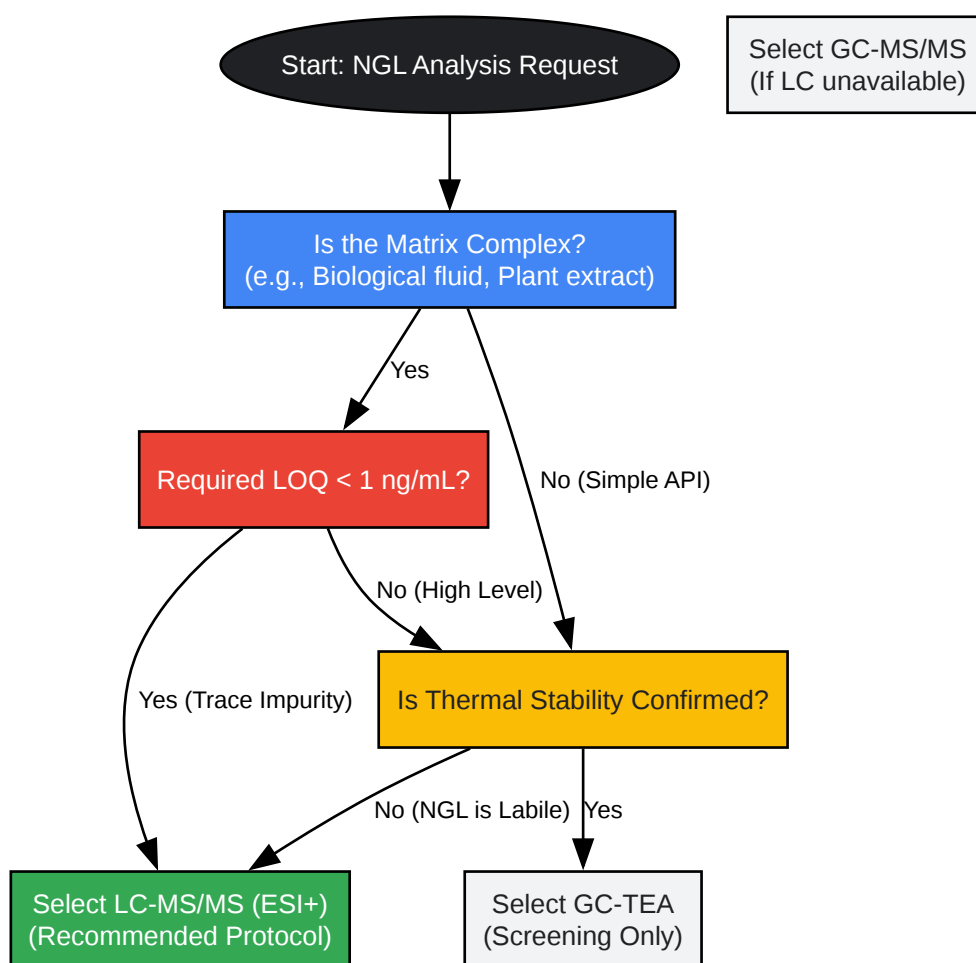 Start: NGL Analysis Request
Select GC-MS/MS
(If LC unavailable)
Is the Matrix Complex?
(e.g., Biological fluid, Plant extract)
Yes
Required LOQ < 1 ng/mL?
No (Simple API)
No (High Level)
Is Thermal Stability Confirmed?
Yes (Trace Impurity)
No (NGL is Labile)
Yes
Select LC-MS/MS (ESI+)
(Recommended Protocol)
Select GC-TEA
(Screening Only)